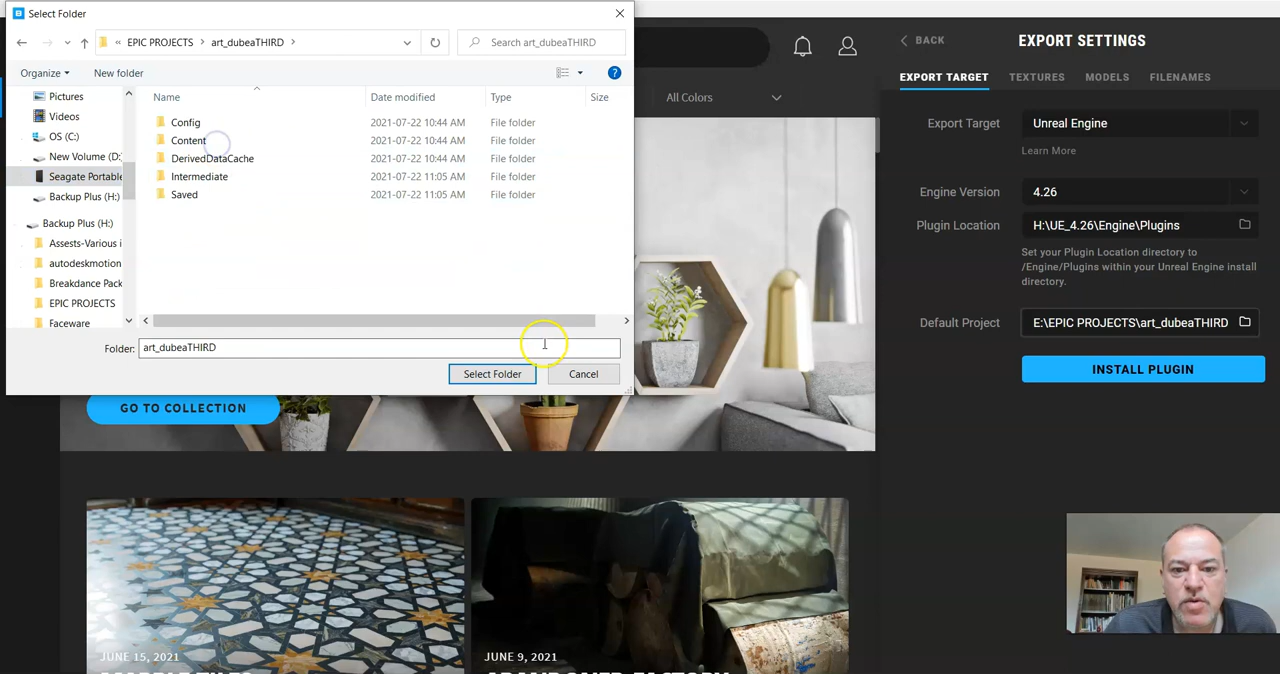 Select Folder
« EPIC PROJECTS > art_dubeaTHIRD >
Search art_dubeaTHIRD
Organize
New folder
Pictures
Videos
OS (C:)
New Volume (D:
Seagate Portable
Backup Plus (H:)
Backup Plus (H:)
Assests-Various i
autodeskmotion
Breakdance Pack
EPIC PROJECTS
Faceware
Name Date modified Type Size
Config 2021-07-22 10:44 AM File folder
Content 2021-07-22 10:44 AM File folder
DerivedDataCache 2021-07-22 10:44 AM File folder
Intermediate 2021-07-22 11:05 AM File folder
Saved 2021-07-22 11:05 AM File folder
Folder: art_dubeaTHIRD
Select Folder
Cancel
All Colors
GO TO COLLECTION
JUNE 15, 2021
JUNE 9, 2021
BACK
EXPORT SETTINGS
EXPORT TARGET TEXTURES MODELS FILENAMES
Export Target Unreal Engine
Learn More
Engine Version 4.26
Plugin Location H:\UE_4.26\Engine\Plugins
Set your Plugin Location directory to
/Engine/Plugins within your Unreal Engine install
directory.
Default Project E:\EPIC PROJECTS\art_dubeaTHIRD
INSTALL PLUGIN